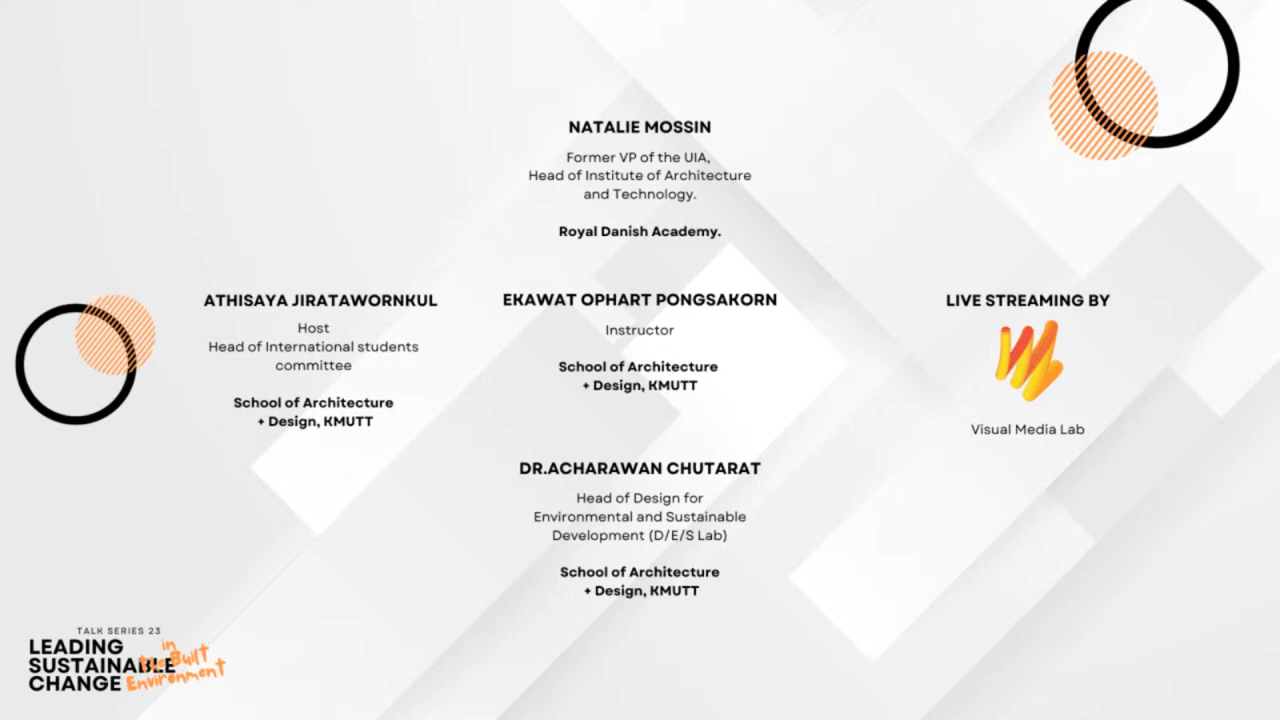 NATALIE MOSSIN
Former VP of the UIA,
Head of Institute of Architecture
and Technology.
Royal Danish Academy.
ATHISAYA JIRATAWORNKUL
Host
Head of International students
committee
School of Architecture
+ Design, KMUTT
EKAWAT OPHART PONGSAKORN
Instructor
School of Architecture
+ Design, KMUTT
LIVE STREAMING BY
Visual Media Lab
DR.ACHARAWAN CHUTARAT
Head of Design for
Environmental and Sustainable
Development (D/E/S Lab)
School of Architecture
+ Design, KMUTT
TALK SERIES 23
LEADING
SUSTAINABLE
CHANGE
in
the Built
Environment